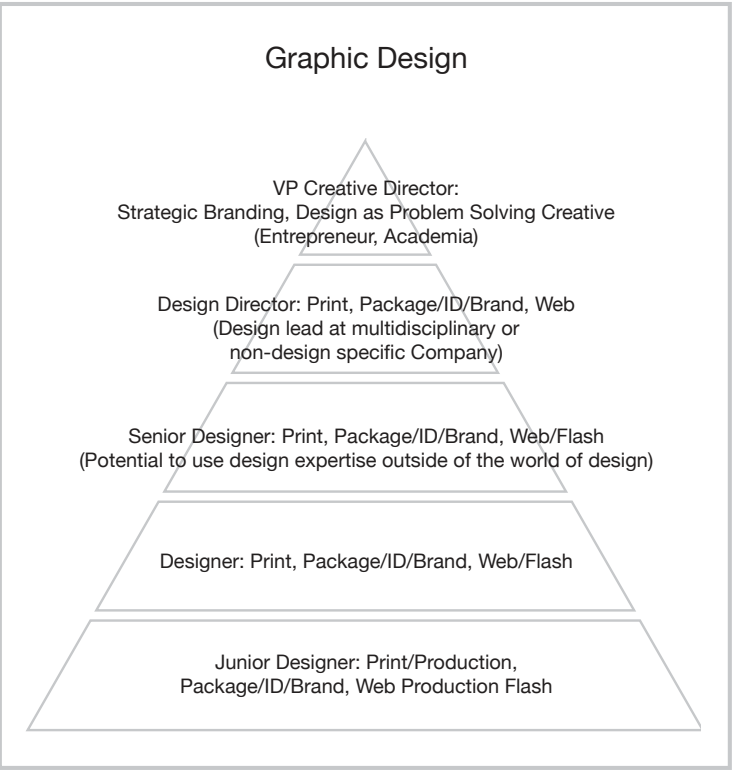 Graphic Design
VP Creative Director:
Strategic Branding, Design as Problem Solving Creative
(Entrepreneur, Academia)
Design Director: Print, Package/ID/Brand, Web
(Design lead at multidisciplinary or
non-design specific Company)
Senior Designer: Print, Package/ID/Brand, Web/Flash
(Potential to use design expertise outside of the world of design)
Designer: Print, Package/ID/Brand, Web/Flash
Junior Designer: Print/Production,
Package/ID/Brand, Web Production Flash